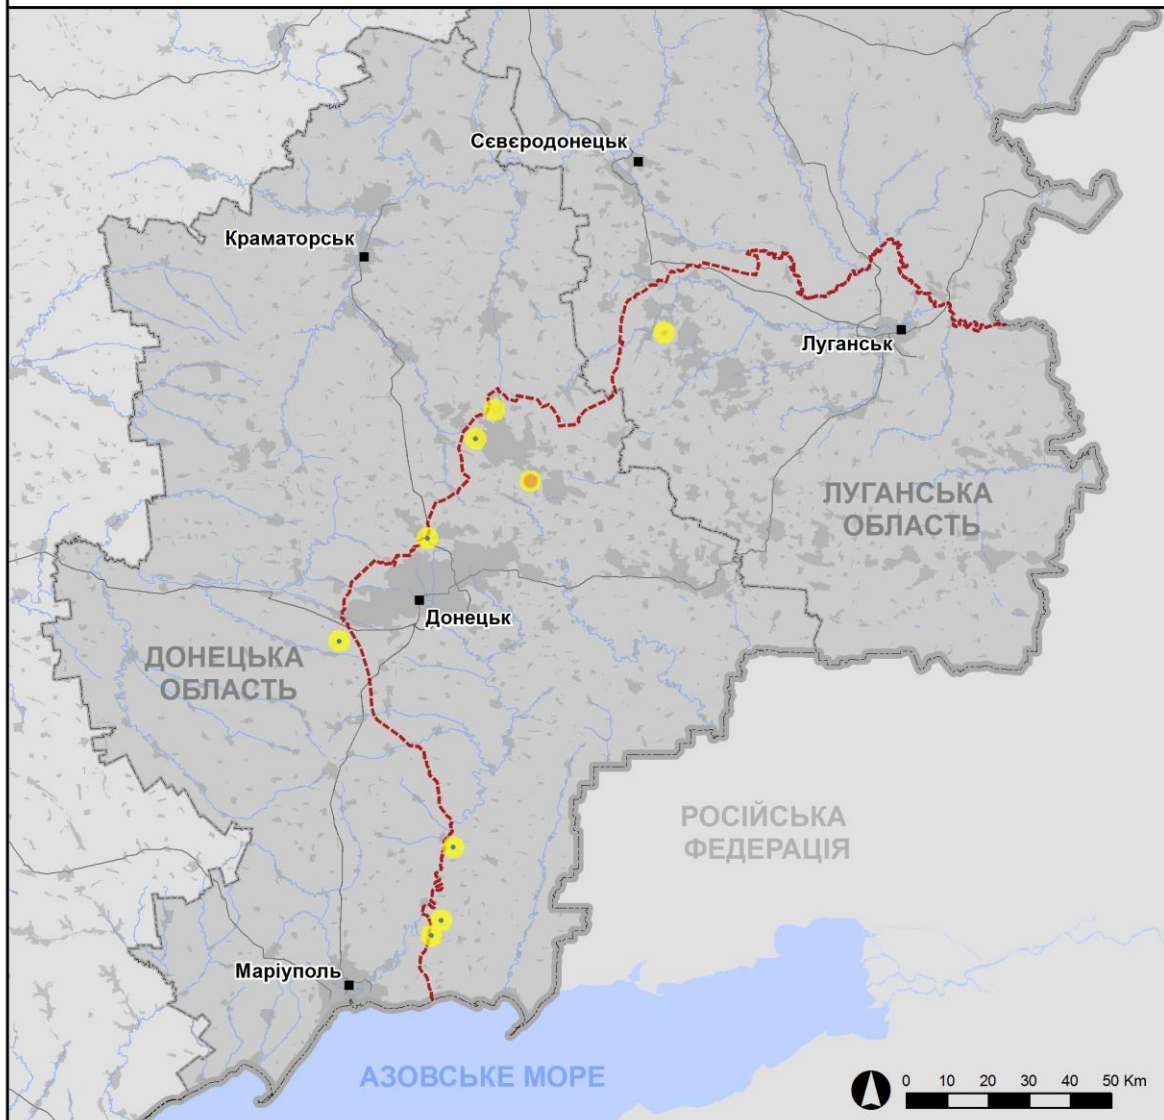 Сєвєродонецьк
Краматорськ
Луганськ
ЛУГАНСЬКА
ОБЛАСТЬ
Донецьк
ДОНЕЦЬКА
ОБЛАСТЬ
РОСІЙСЬКА
ФЕДЕРАЦІЯ
Маріуполь
АЗОВСЬКЕ МОРЕ
0 10 20 30 40 50 Km